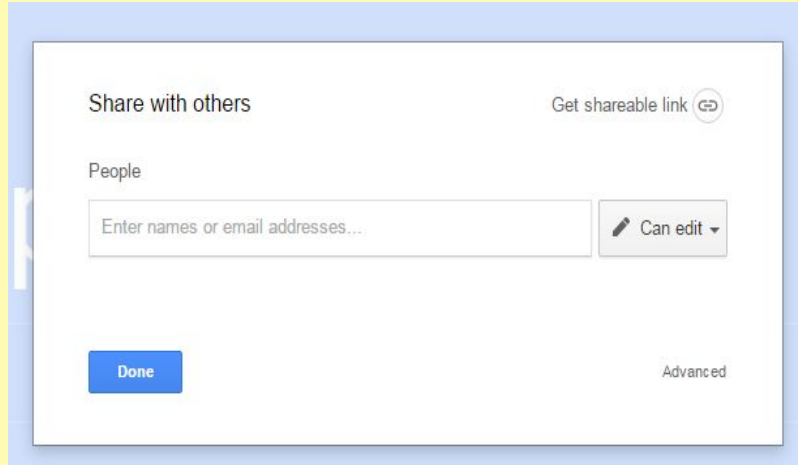 Share with others
Get shareable link
People
Enter names or email addresses...
Can edit
Done
Advanced